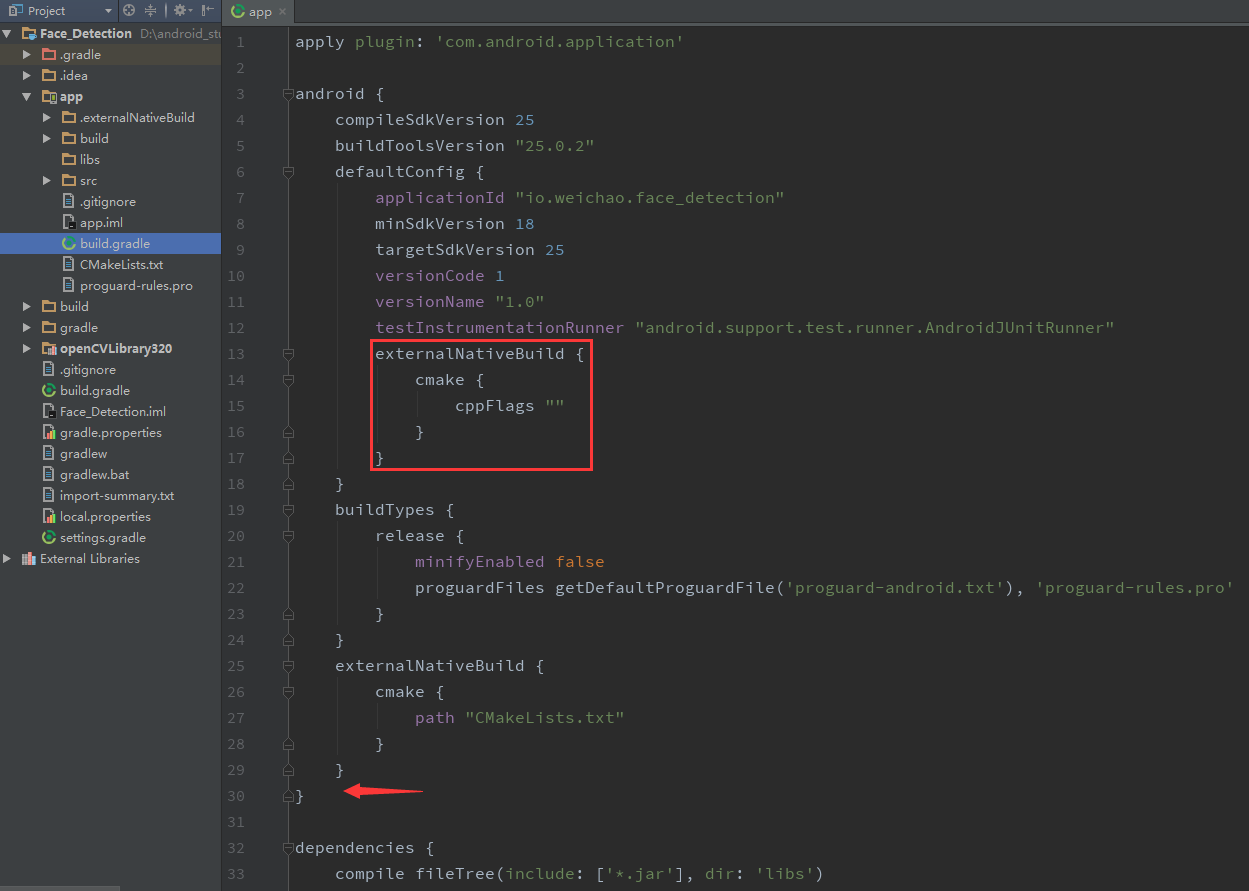 Project
app
Face_Detection D:\android_stu
.gradle
.idea
app
.externalNativeBuild
build
libs
src
.gitignore
app.iml
build.gradle
CMakeLists.txt
proguard-rules.pro
build
gradle
openCVLibrary320
.gitignore
build.gradle
Face_Detection.iml
gradle.properties
gradlew
gradlew.bat
import-summary.txt
local.properties
settings.gradle
External Libraries
1 apply plugin: 'com.android.application'
2
3 android {
4 compileSdkVersion 25
5 buildToolsVersion "25.0.2"
6 defaultConfig {
7 applicationId "io.weichao.face_detection"
8 minSdkVersion 18
9 targetSdkVersion 25
10 versionCode 1
11 versionName "1.0"
12 testInstrumentationRunner "android.support.test.runner.AndroidJUnitRunner"
13 externalNativeBuild {
14 cmake {
15 cppFlags ""
16 }
17 }
18 }
19 buildTypes {
20 release {
21 minifyEnabled false
22 proguardFiles getDefaultProguardFile('proguard-android.txt'), 'proguard-rules.pro'
23 }
24 }
25 externalNativeBuild {
26 cmake {
27 path "CMakeLists.txt"
28 }
29 }
30 }
31
32 dependencies {
33 compile fileTree(include: ['*.jar'], dir: 'libs')